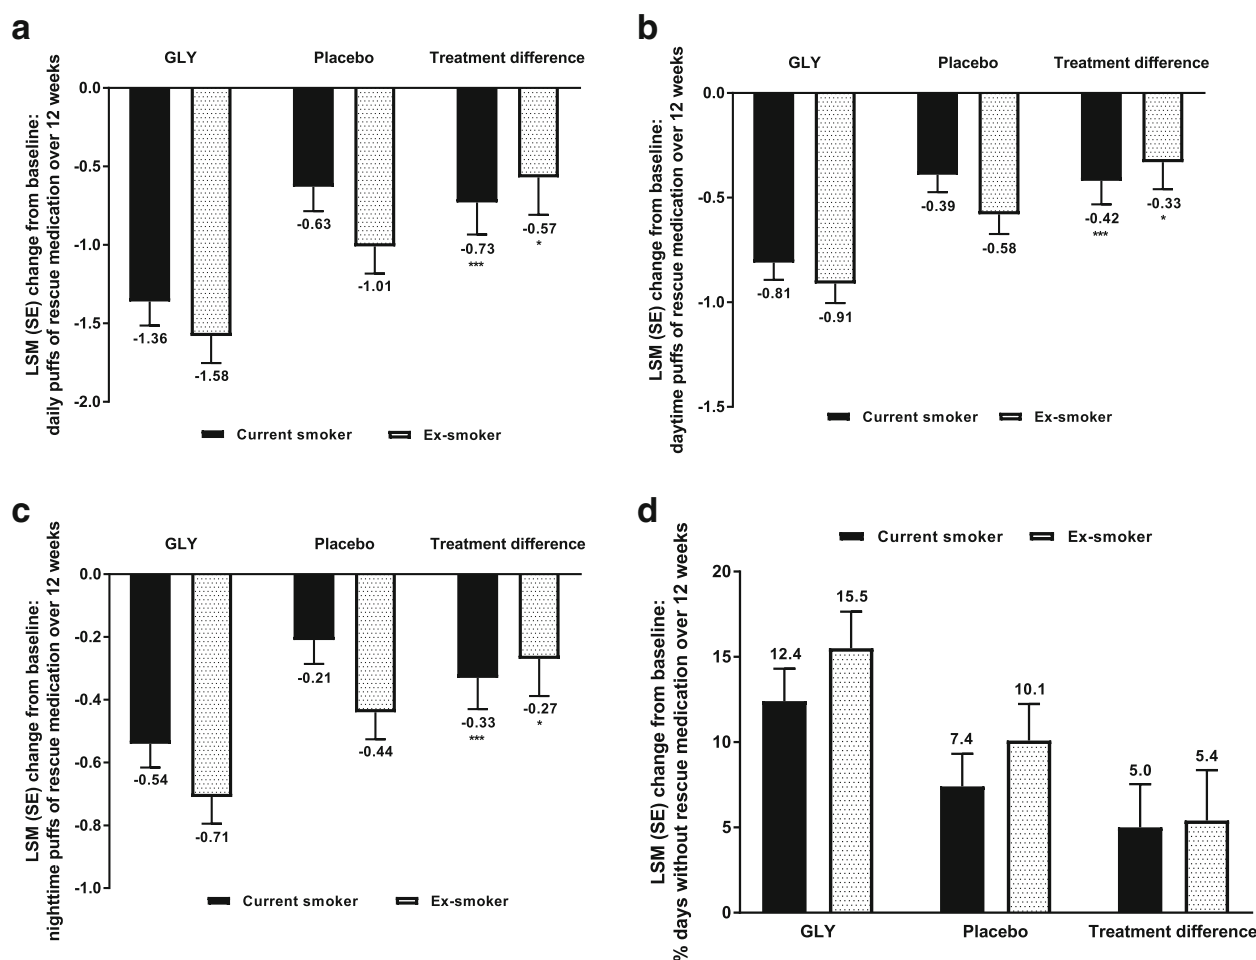 a
GLY Placebo Treatment difference
LSM (SE) change from baseline:
daily puffs of rescue medication over 12 weeks
0.0
-0.5
-1.0
-1.5
-2.0
-1.36
-1.58
-0.63
-1.01
-0.73
***
-0.57
*
Current smoker Ex-smoker
b
GLY Placebo Treatment difference
LSM (SE) change from baseline:
daytime puffs of rescue medication over 12 weeks
0.0
-0.5
-1.0
-1.5
-0.81
-0.91
-0.39
-0.58
-0.42
***
-0.33
*
Current smoker Ex-smoker
c
GLY Placebo Treatment difference
LSM (SE) change from baseline:
nighttime puffs of rescue medication over 12 weeks
0.0
-0.2
-0.4
-0.6
-0.8
-1.0
-0.54
-0.71
-0.21
-0.44
-0.33
***
-0.27
*
Current smoker Ex-smoker
d
Current smoker Ex-smoker
LSM (SE) change from baseline:
% days without rescue medication over 12 weeks
20
15
10
5
0
12.4
15.5
7.4
10.1
5.0
5.4
GLY Placebo Treatment difference